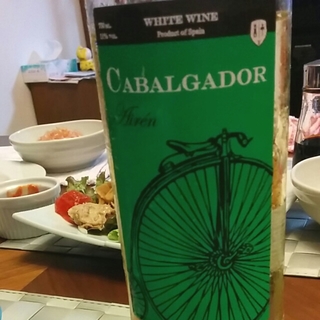 WHITE WINE
Product of Spain
CABALGADOR
Airén